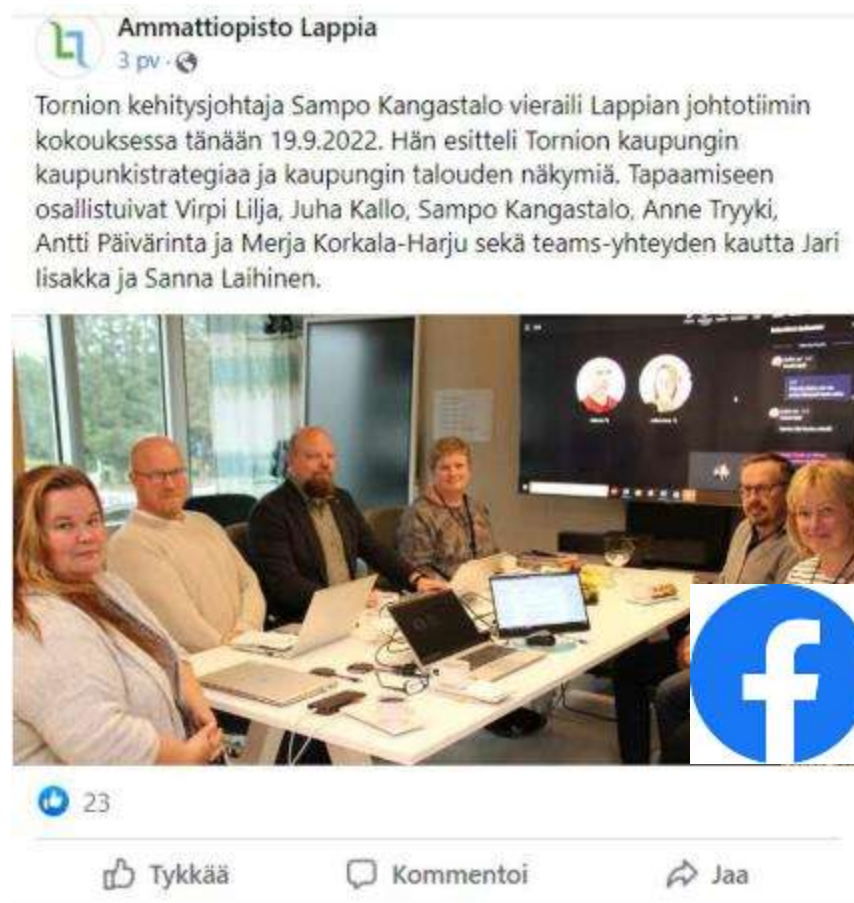 Ammattiopisto Lappia
3 pv ·
Tornion kehitysjohtaja Sampo Kangastalo vieraili Lappian johtotiimin
kokouksessa tänään 19.9.2022. Hän esitteli Tornion kaupungin
kaupunkistrategiaa ja kaupungin talouden näkymiä. Tapaamiseen
osallistuivat Virpi Lilja, Juha Kallo, Sampo Kangastalo, Anne Tryyki,
Antti Päivärinta ja Merja Korkala-Harju sekä teams-yhteyden kautta Jari
Iisakka ja Sanna Laihinen.
23
Tykkää
Kommentoi
Jaa